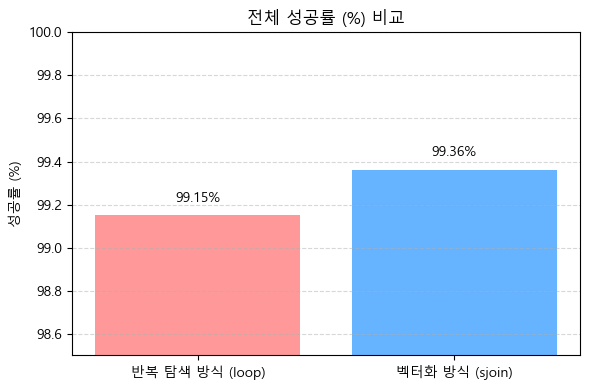 전체 성공률 (%) 비교
성공률 (%)
100.0
99.8
99.6
99.4
99.2
99.0
98.8
98.6
99.15%
99.36%
반복 탐색 방식 (loop)
벡터화 방식 (sjoin)